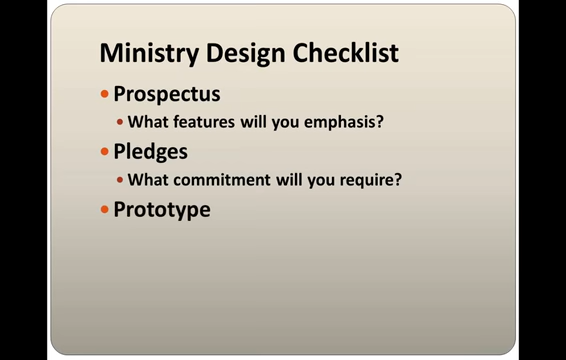 Ministry Design Checklist
• Prospectus
• What features will you emphasis?
• Pledges
• What commitment will you require?
• Prototype